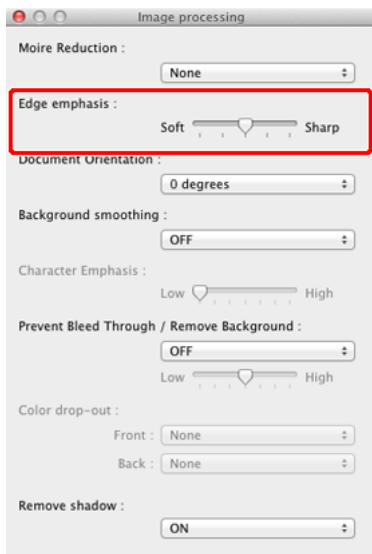 Image processing
Moire Reduction :
None
Edge emphasis :
Soft Sharp
Document Orientation :
0 degrees
Background smoothing :
OFF
Character Emphasis :
Low High
Prevent Bleed Through / Remove Background :
OFF
Low High
Color drop-out :
Front : None
Back : None
Remove shadow :
ON